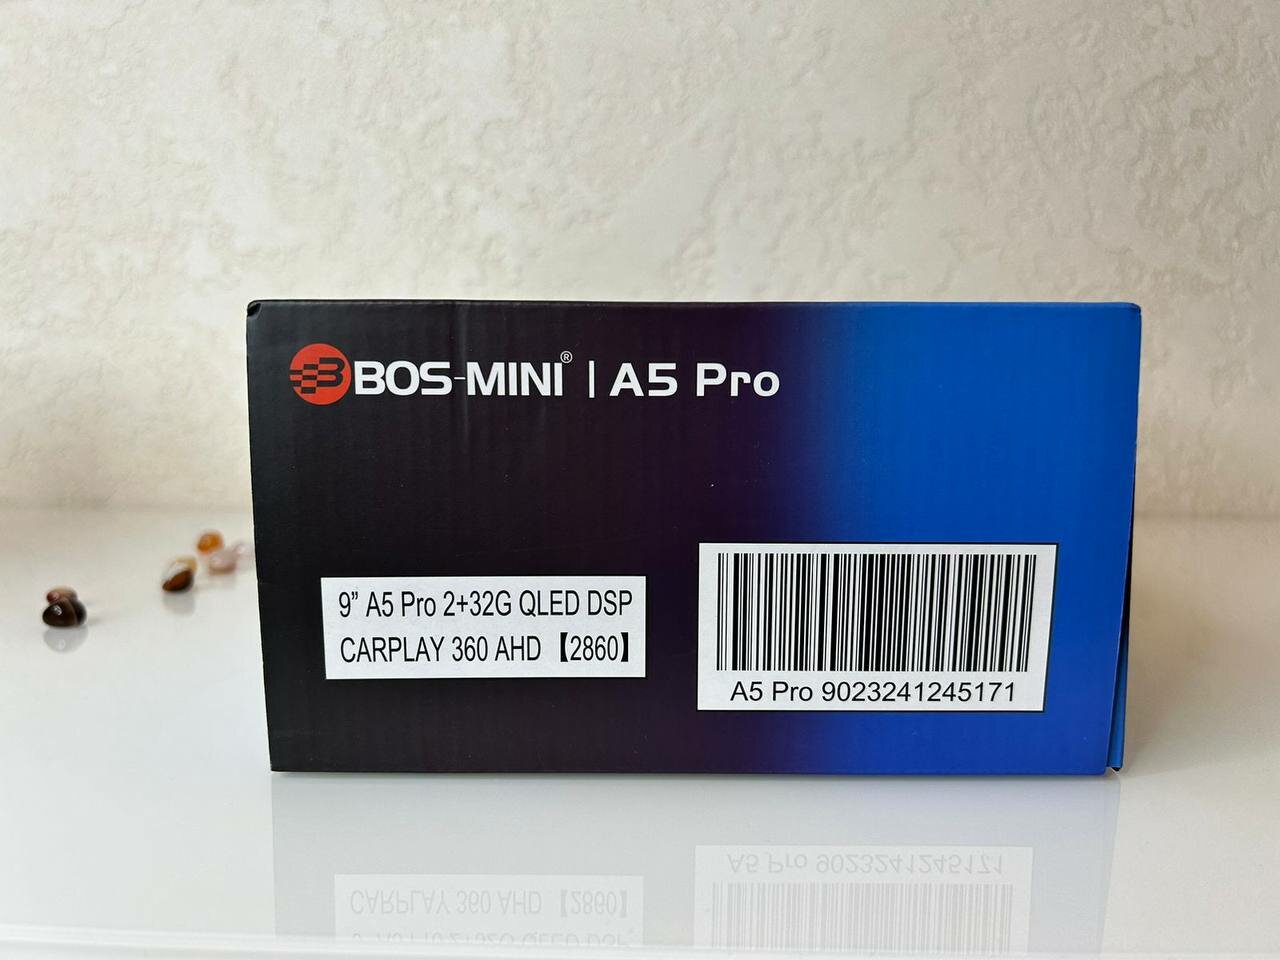 BOS-MINI® | A5 Pro
9” A5 Pro 2+32G QLED DSP
CARPLAY 360 AHD 【2860】
A5 Pro 9023241245171